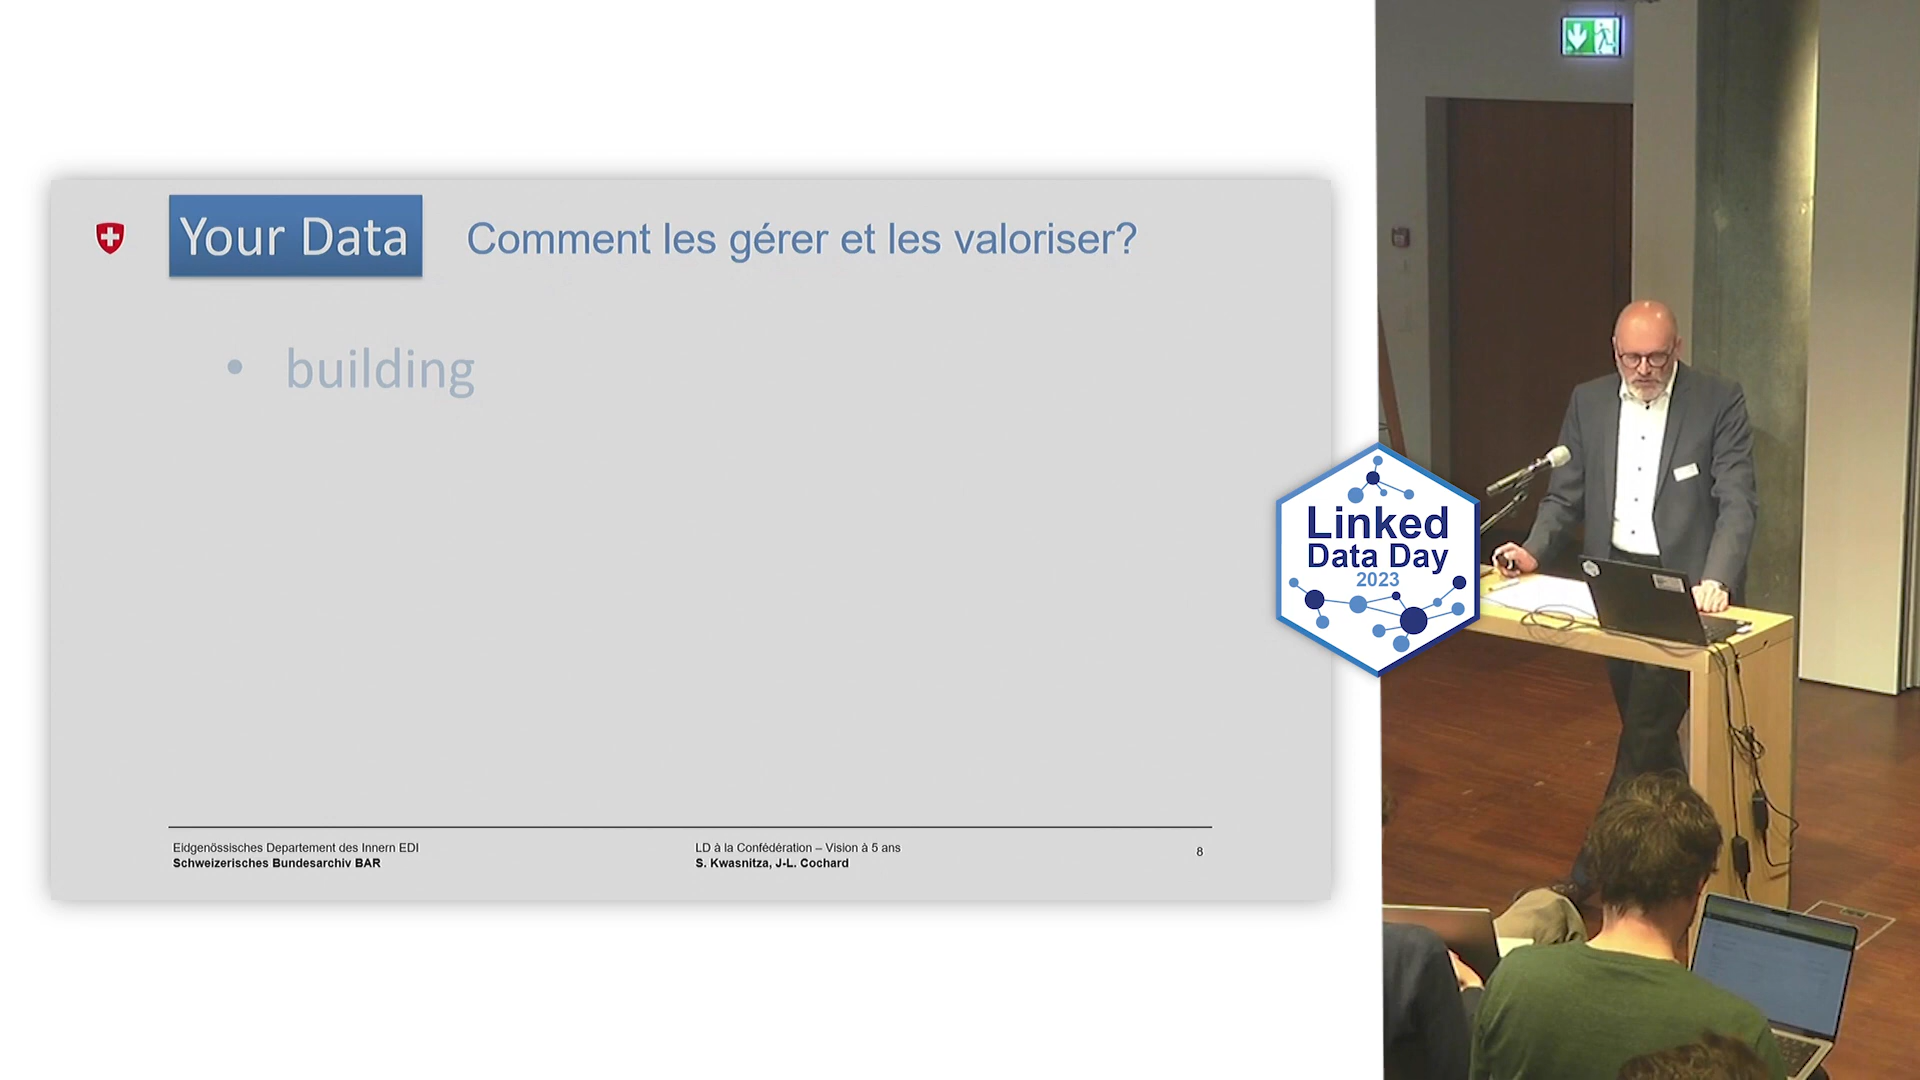 Your Data
Comment les gérer et les valoriser?
• building
Eidgenössisches Departement des Innern EDI
Schweizerisches Bundesarchiv BAR
LD à la Confédération – Vision à 5 ans
S. Kwasnitza, J-L. Cochard
8
Linked
Data Day
2023